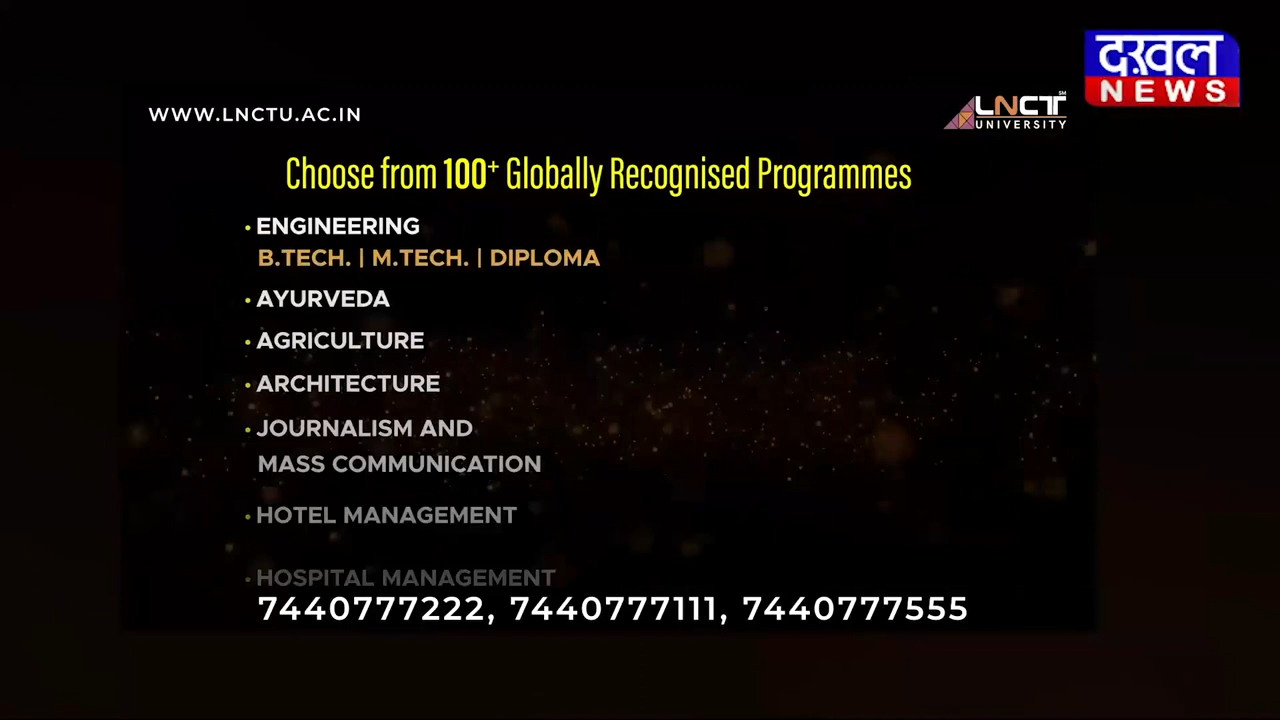 दख़ल
NEWS
WWW.LNCTU.AC.IN
LNCT SM
UNIVERSITY
Choose from 100+ Globally Recognised Programmes
• ENGINEERING
B.TECH. | M.TECH. | DIPLOMA
• AYURVEDA
• AGRICULTURE
• ARCHITECTURE
• JOURNALISM AND
MASS COMMUNICATION
• HOTEL MANAGEMENT
• HOSPITAL MANAGEMENT
7440777222, 7440777111, 7440777555